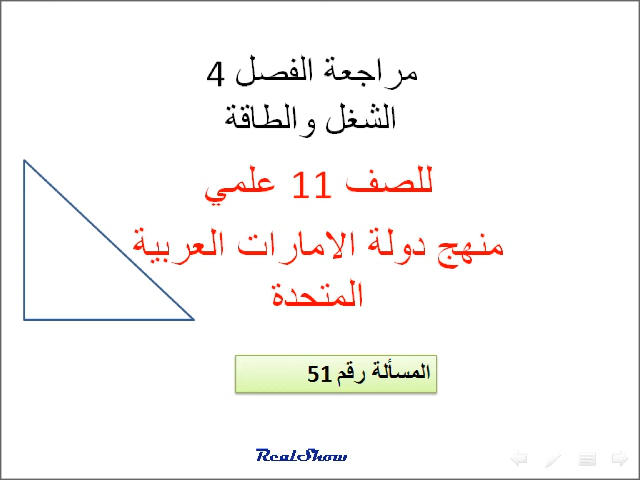 مراجعة الفصل 4
الشغل والطاقة
للصف 11 علمي
منهج دولة الامارات العربية
المتحدة
المسألة رقم 51
RealShow